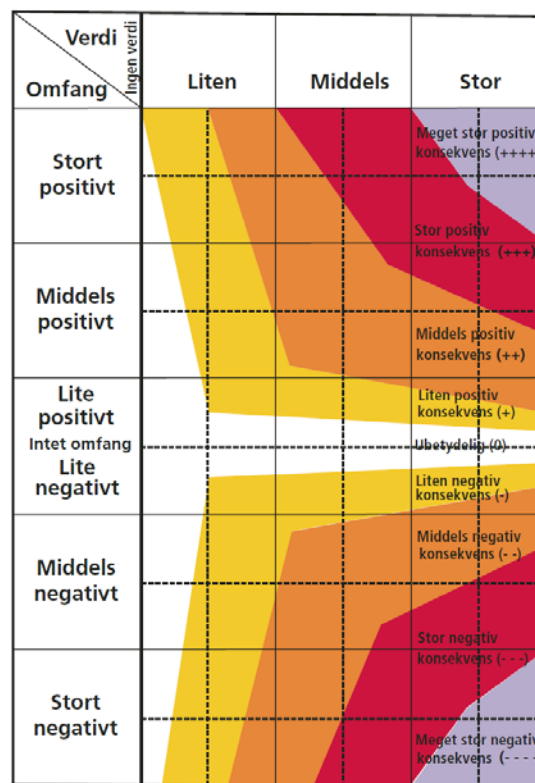 Verdi
Ingen verdi
Omfang
Liten
Middels
Stor
Stort
positivt
Meget stor positiv
konsekvens (++++
Stor positiv
konsekvens (+++)
Middels
positivt
Middels positiv
konsekvens (++)
Lite
positivt
Liten positiv
konsekvens (+)
Intet omfang
Ubetydelig (0)
Lite
negativt
Liten negativ
konsekvens (-)
Middels
negativt
Middels negativ
konsekvens (- -)
Stor negativ
konsekvens (- - -)
Stort
negativt
Meget stor negativ
konsekvens (- - - -